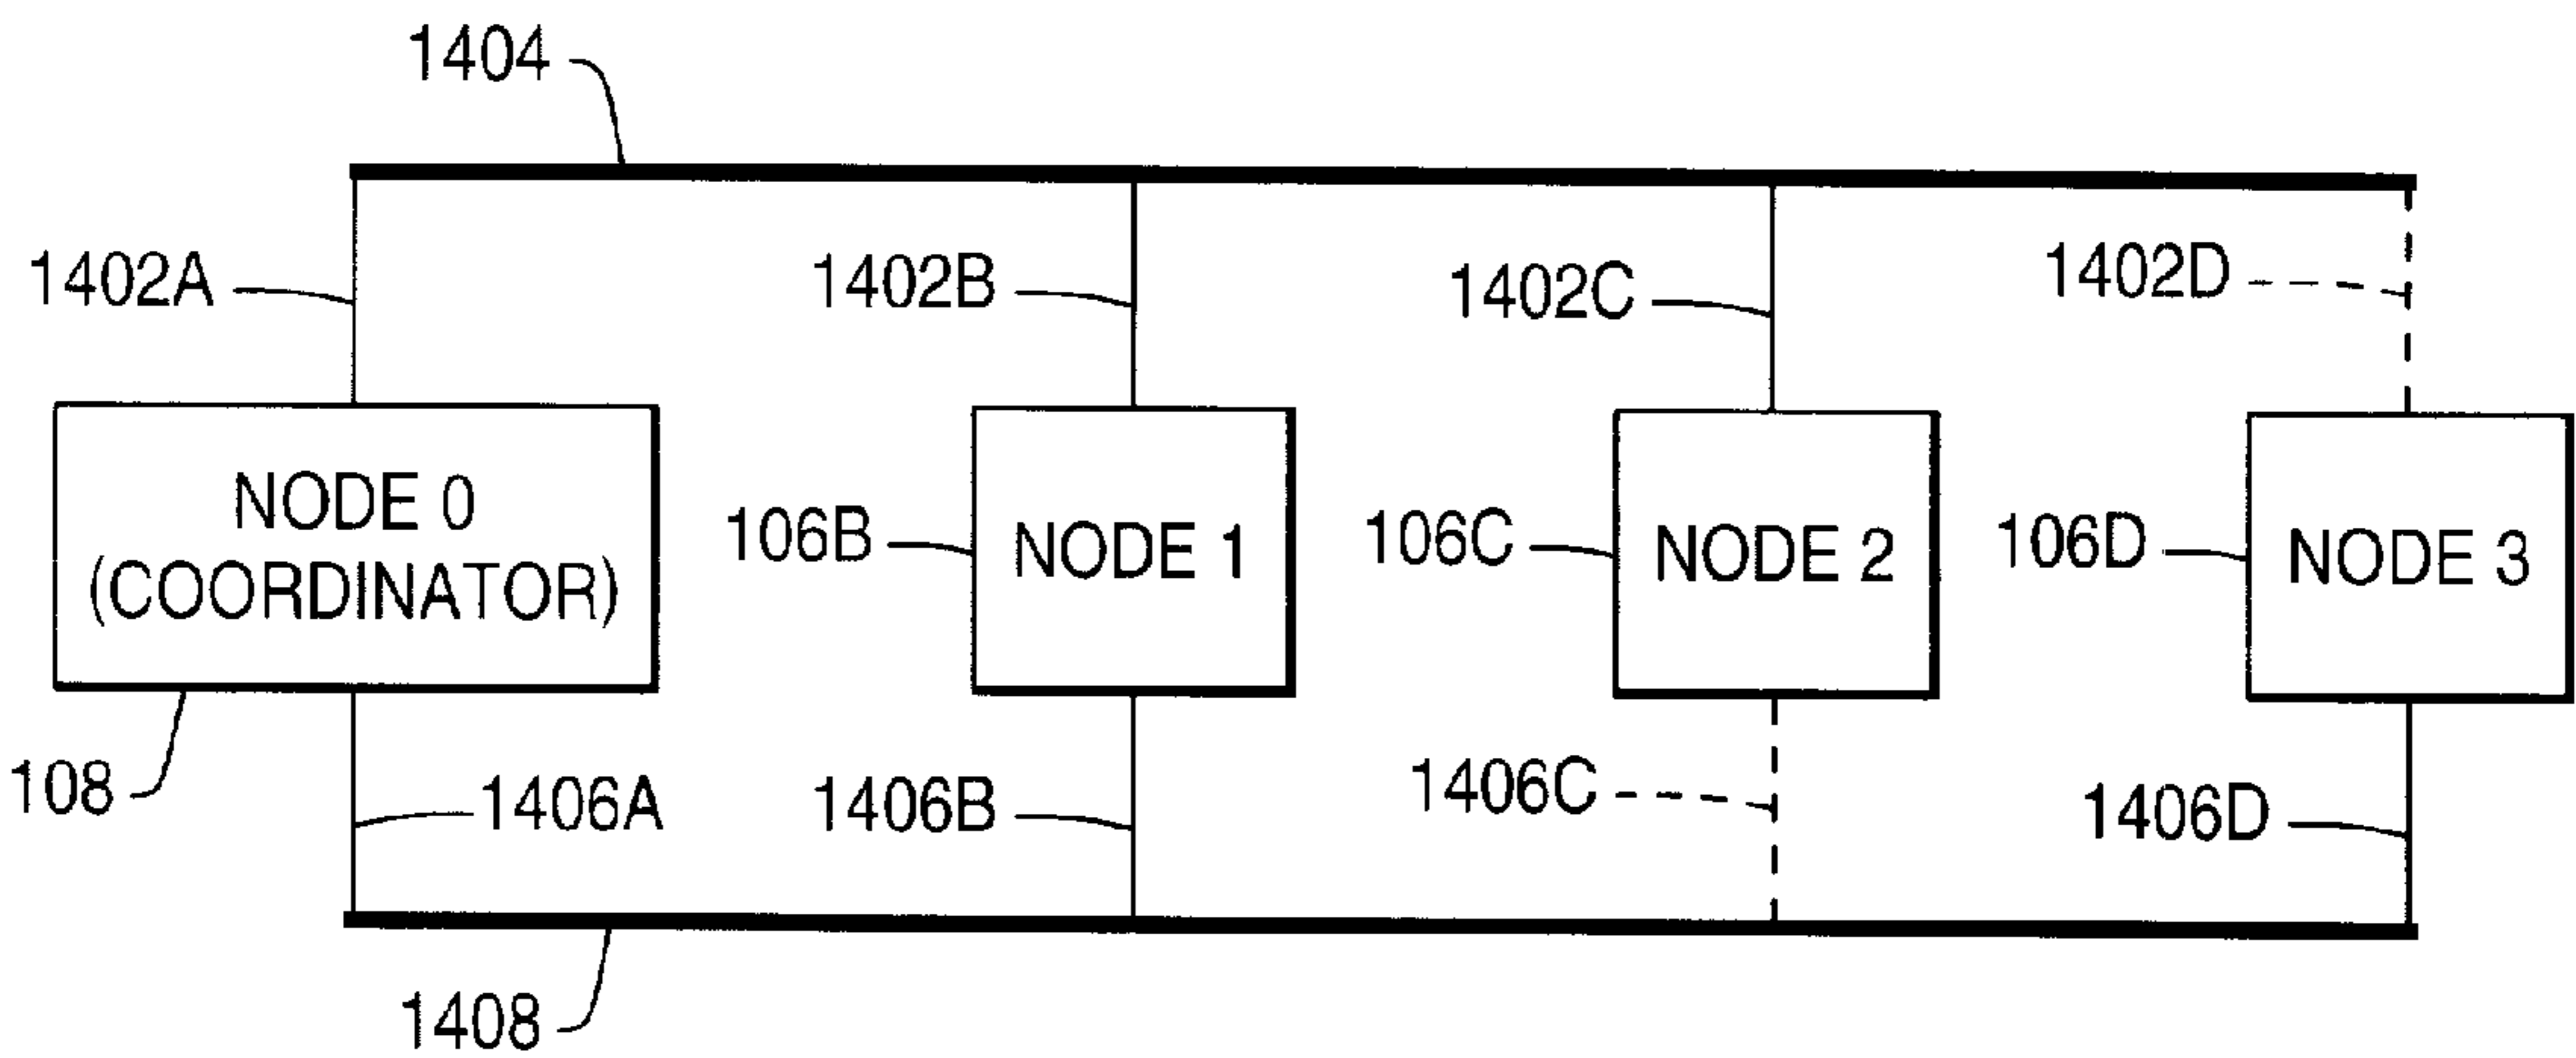 1404
1402A
1402B
1402C
1402D
NODE 0
(COORDINATOR)
106B
NODE 1
106C
NODE 2
106D
NODE 3
108
1406A
1406B
1406C
1406D
1408